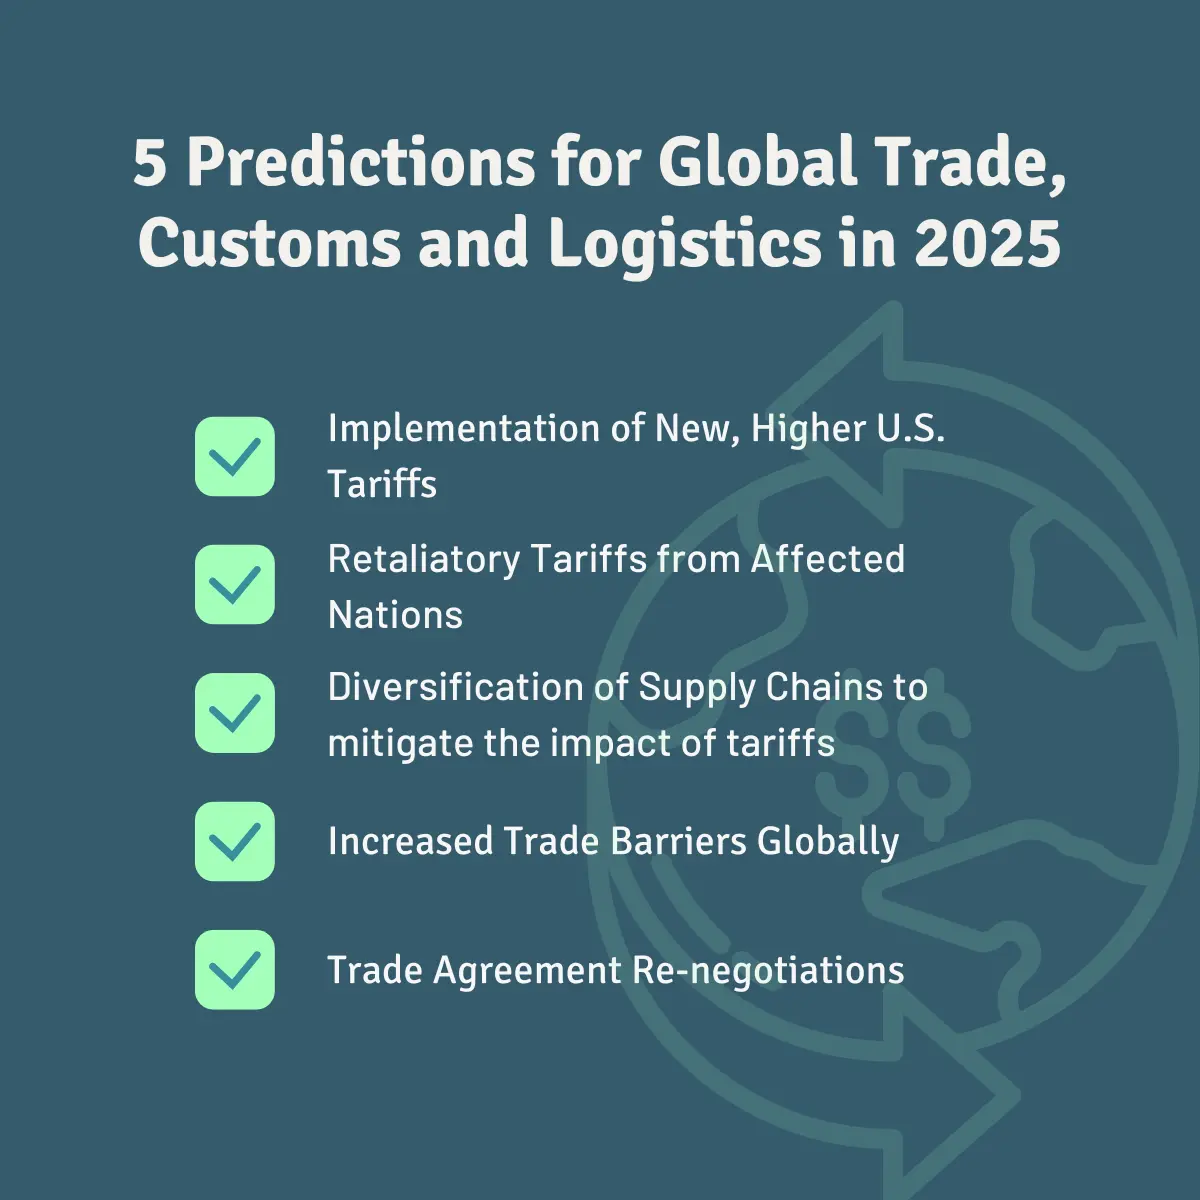 5 Predictions for Global Trade,
Customs and Logistics in 2025
Implementation of New, Higher U.S.
Tariffs
Retaliatory Tariffs from Affected
Nations
Diversification of Supply Chains to
mitigate the impact of tariffs
Increased Trade Barriers Globally
Trade Agreement Re-negotiations
$$